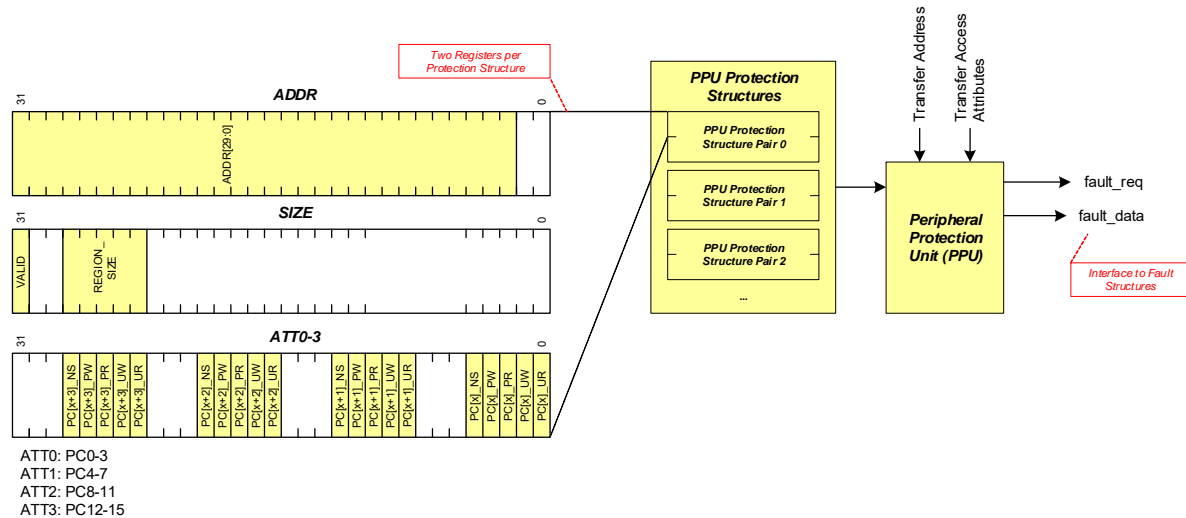 Two Registers per
Protection Structure
ADDR
31
0
ADDR[29:0]
SIZE
31
0
VALID
REGION_
SIZE
ATT0-3
31
0
PC[x+3]_NS
PC[x+3]_PW
PC[x+3]_PR
PC[x+3]_UW
PC[x+3]_UR
PC[x+2]_NS
PC[x+2]_PW
PC[x+2]_PR
PC[x+2]_UW
PC[x+2]_UR
PC[x+1]_NS
PC[x+1]_PW
PC[x+1]_PR
PC[x+1]_UW
PC[x+1]_UR
PC[x]_NS
PC[x]_PW
PC[x]_PR
PC[x]_UW
PC[x]_UR
ATT0: PC0-3
ATT1: PC4-7
ATT2: PC8-11
ATT3: PC12-15
PPU Protection
Structures
PPU Protection
Structure Pair 0
PPU Protection
Structure Pair 1
PPU Protection
Structure Pair 2
...
Transfer Address
Transfer Access
Attributes
Peripheral
Protection
Unit (PPU)
fault_req
fault_data
Interface to Fault
Structures